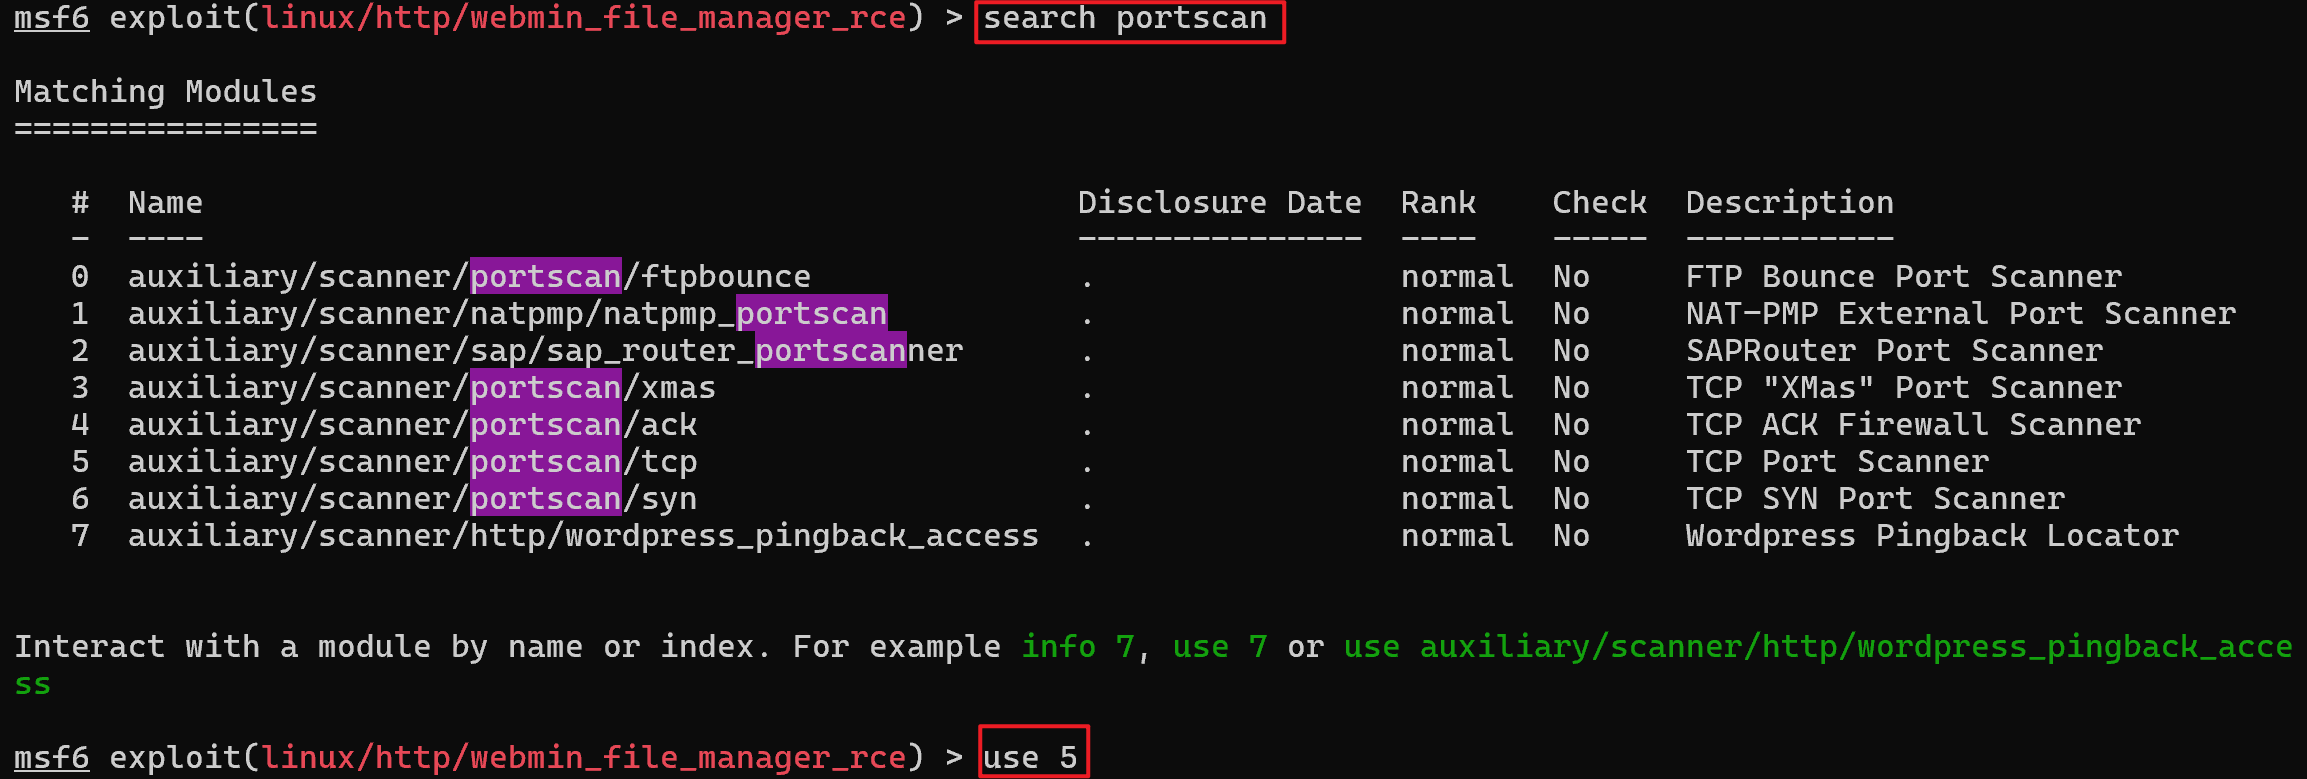 msf6 exploit(linux/http/webmin_file_manager_rce) > search portscan
Matching Modules
================
#  Name                                          Disclosure Date  Rank    Check  Description
-  ----                                          ---------------  ----    -----  -----------
0  auxiliary/scanner/portscan/ftpbounce          .                normal  No     FTP Bounce Port Scanner
1  auxiliary/scanner/natpmp/natpmp_portscan      .                normal  No     NAT-PMP External Port Scanner
2  auxiliary/scanner/sap/sap_router_portscanner  .                normal  No     SAPRouter Port Scanner
3  auxiliary/scanner/portscan/xmas               .                normal  No     TCP "XMas" Port Scanner
4  auxiliary/scanner/portscan/ack                .                normal  No     TCP ACK Firewall Scanner
5  auxiliary/scanner/portscan/tcp                .                normal  No     TCP Port Scanner
6  auxiliary/scanner/portscan/syn                .                normal  No     TCP SYN Port Scanner
7  auxiliary/scanner/http/wordpress_pingback_access  .            normal  No     Wordpress Pingback Locator
Interact with a module by name or index. For example info 7, use 7 or use auxiliary/scanner/http/wordpress_pingback_acce
ss
msf6 exploit(linux/http/webmin_file_manager_rce) > use 5